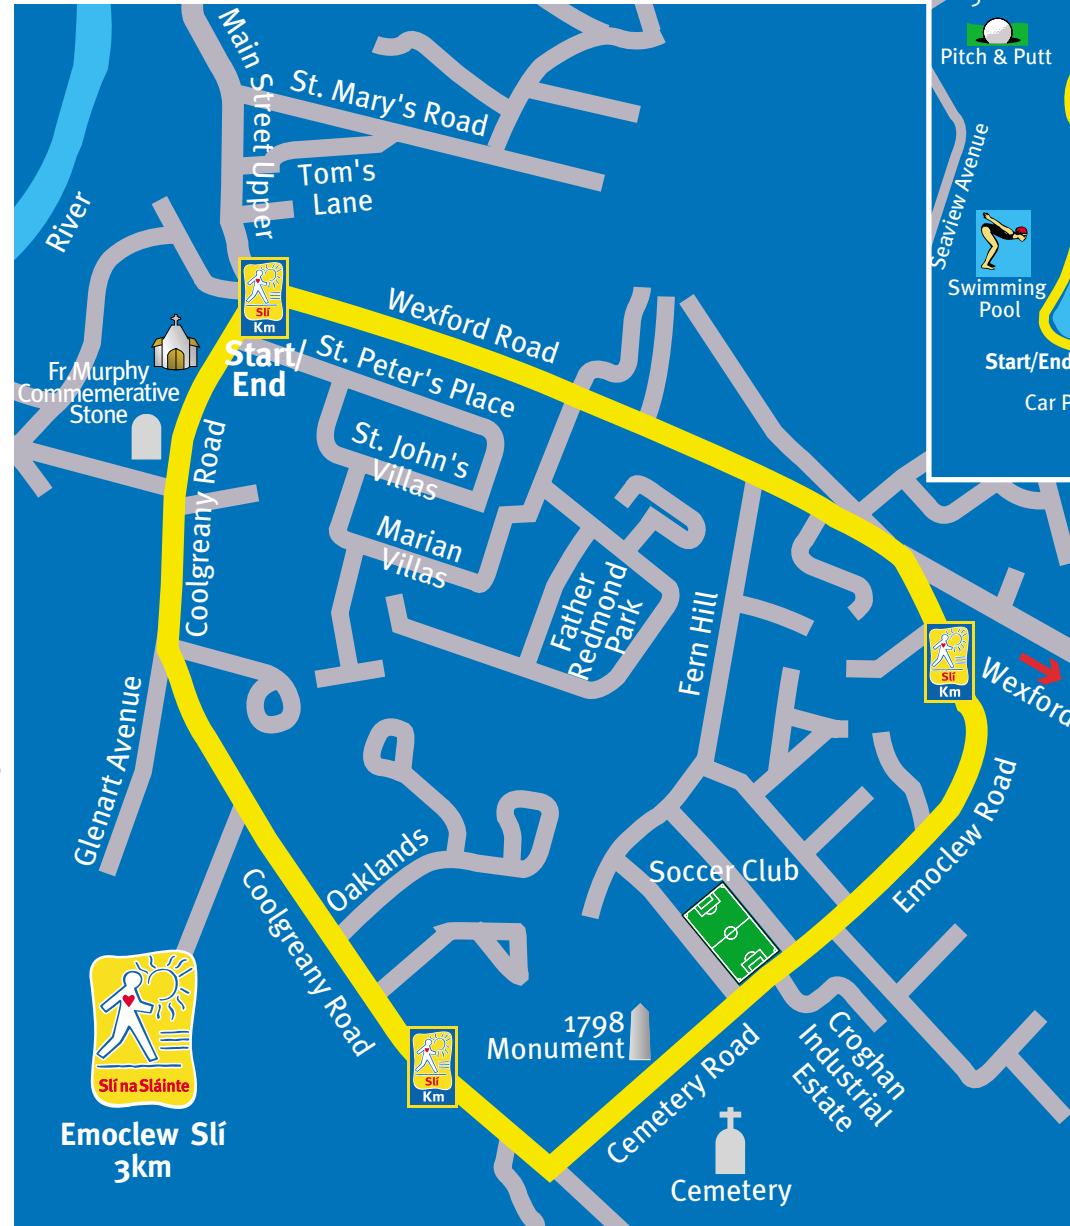 Main Street Upper
St. Mary's Road
Tom's
Lane
River
Wexford Road
Slí
Km
Start/
End
St. Peter's Place
Fr.Murphy
Commemerative
Stone
St. John's
Villas
Marian
Villas
Coolgreany Road
Father
Redmond
Park
Fern Hill
Slí
Km
Wexford
Glenart Avenue
Emoclew Road
Oaklands
Soccer Club
Coolgreany Road
1798
Monument
Slí
Km
Cemetery Road
Croghan
Industrial
Estate
Cemetery
Slí na Sláinte
Emoclew Slí
3km
Pitch & Putt
Seaview Avenue
Swimming
Pool
Start/End
Car P